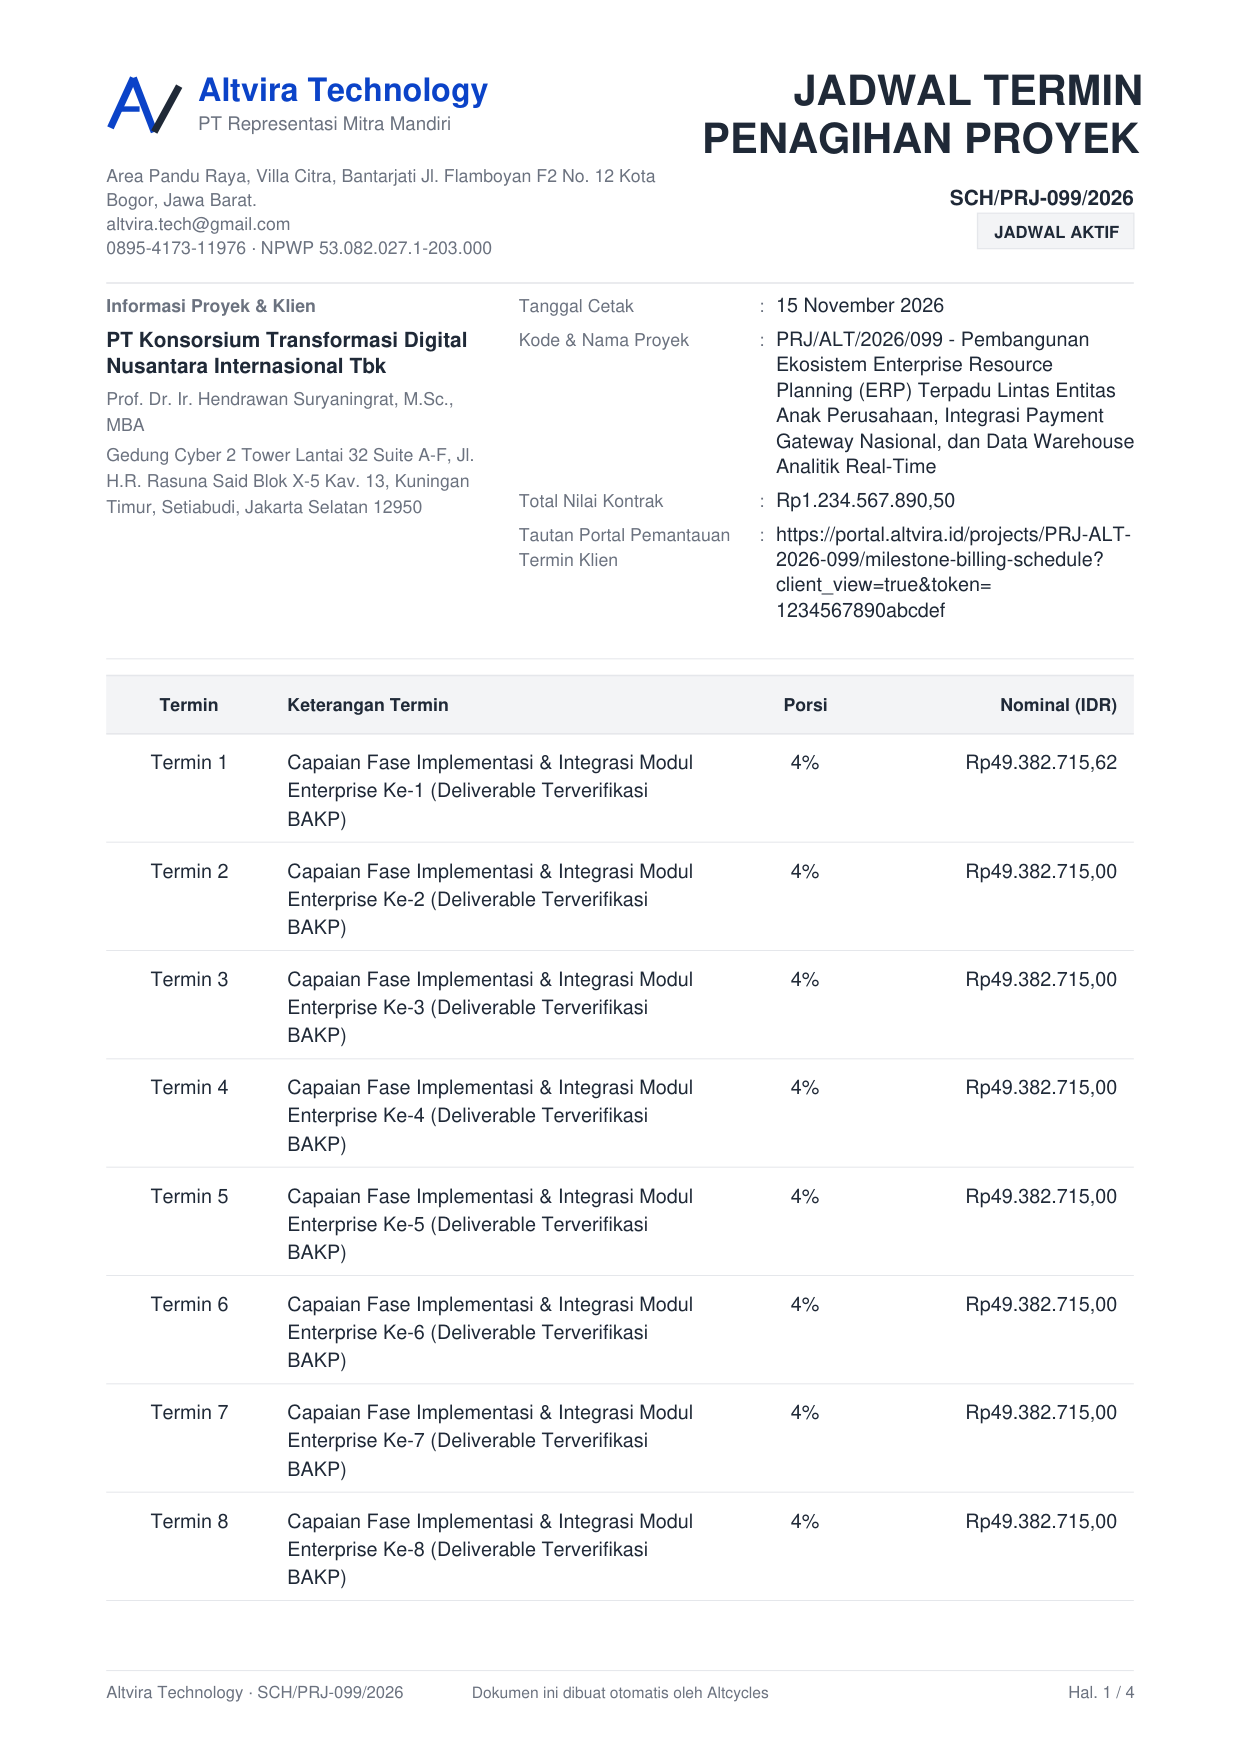 Altvira Technology
PT Representasi Mitra Mandiri
Area Pandu Raya, Villa Citra, Bantarjati Jl. Flamboyan F2 No. 12 Kota
Bogor, Jawa Barat.
altvira.tech@gmail.com
0895-4173-11976 · NPWP 53.082.027.1-203.000
JADWAL TERMIN
PENAGIHAN PROYEK
SCH/PRJ-099/2026
JADWAL AKTIF
Informasi Proyek & Klien
PT Konsorsium Transformasi Digital
Nusantara Internasional Tbk
Prof. Dr. Ir. Hendrawan Suryaningrat, M.Sc.,
MBA
Gedung Cyber 2 Tower Lantai 32 Suite A-F, Jl.
H.R. Rasuna Said Blok X-5 Kav. 13, Kuningan
Timur, Setiabudi, Jakarta Selatan 12950
Tanggal Cetak : 15 November 2026
Kode & Nama Proyek : PRJ/ALT/2026/099 - Pembangunan
Ekosistem Enterprise Resource
Planning (ERP) Terpadu Lintas Entitas
Anak Perusahaan, Integrasi Payment
Gateway Nasional, dan Data Warehouse
Analitik Real-Time
Total Nilai Kontrak : Rp1.234.567.890,50
Tautan Portal Pemantauan : https://portal.altvira.id/projects/PRJ-ALT-
Termin Klien 2026-099/milestone-billing-schedule?
client_view=true&token=
1234567890abcdef
Termin Keterangan Termin Porsi Nominal (IDR)
Termin 1 Capaian Fase Implementasi & Integrasi Modul 4% Rp49.382.715,62
Enterprise Ke-1 (Deliverable Terverifikasi
BAKP)
Termin 2 Capaian Fase Implementasi & Integrasi Modul 4% Rp49.382.715,00
Enterprise Ke-2 (Deliverable Terverifikasi
BAKP)
Termin 3 Capaian Fase Implementasi & Integrasi Modul 4% Rp49.382.715,00
Enterprise Ke-3 (Deliverable Terverifikasi
BAKP)
Termin 4 Capaian Fase Implementasi & Integrasi Modul 4% Rp49.382.715,00
Enterprise Ke-4 (Deliverable Terverifikasi
BAKP)
Termin 5 Capaian Fase Implementasi & Integrasi Modul 4% Rp49.382.715,00
Enterprise Ke-5 (Deliverable Terverifikasi
BAKP)
Termin 6 Capaian Fase Implementasi & Integrasi Modul 4% Rp49.382.715,00
Enterprise Ke-6 (Deliverable Terverifikasi
BAKP)
Termin 7 Capaian Fase Implementasi & Integrasi Modul 4% Rp49.382.715,00
Enterprise Ke-7 (Deliverable Terverifikasi
BAKP)
Termin 8 Capaian Fase Implementasi & Integrasi Modul 4% Rp49.382.715,00
Enterprise Ke-8 (Deliverable Terverifikasi
BAKP)
Altvira Technology · SCH/PRJ-099/2026 Dokumen ini dibuat otomatis oleh Altcycles Hal. 1 / 4